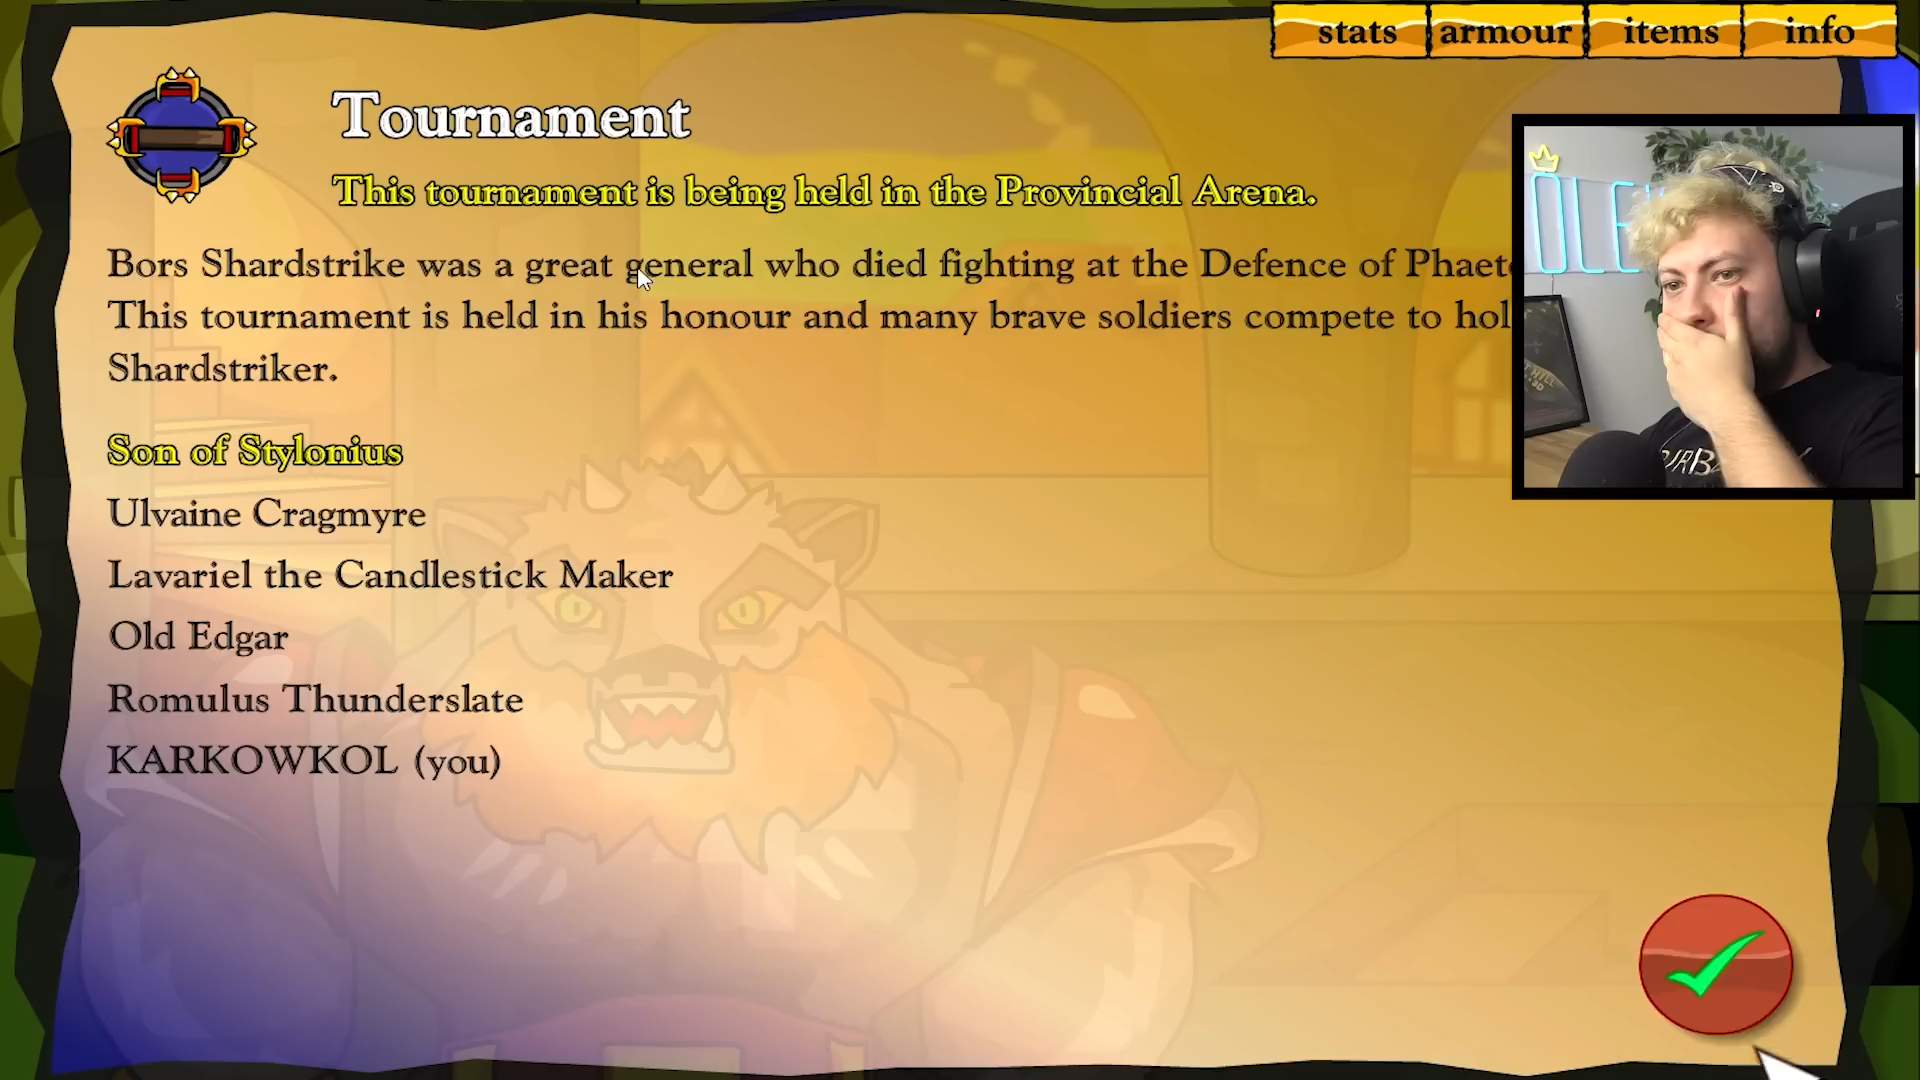 stats armour items info
Tournament
This tournament is being held in the Provincial Arena.
Bors Shardstrike was a great general who died fighting at the Defence of
This tournament is held in his honour and many brave soldiers compete to
Shardstriker.
Son of Stylonius
Ulvaine Cragmyre
Lavariel the Candlestick Maker
Old Edgar
Romulus Thunderslate
KARKOWKOL (you)